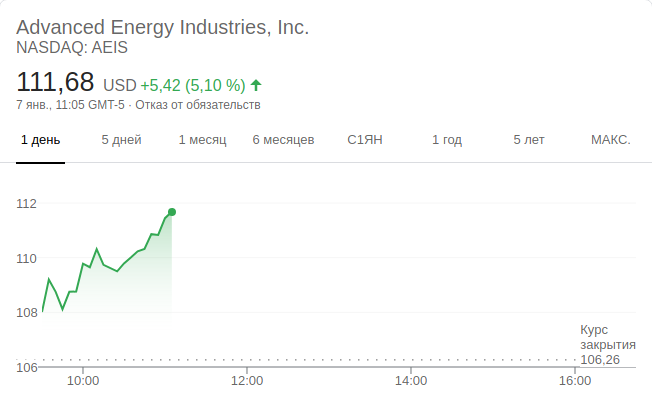 Advanced Energy Industries, Inc.
NASDAQ: AEIS
111,68 USD +5,42 (5,10 %)
7 янв., 11:05 GMT-5 · Отказ от обязательств
1 день 5 дней 1 месяц 6 месяцев С1ЯН 1 год 5 лет МАКС.
112
110
108
106
Курс
закрытия
106,26
10:00 12:00 14:00 16:00